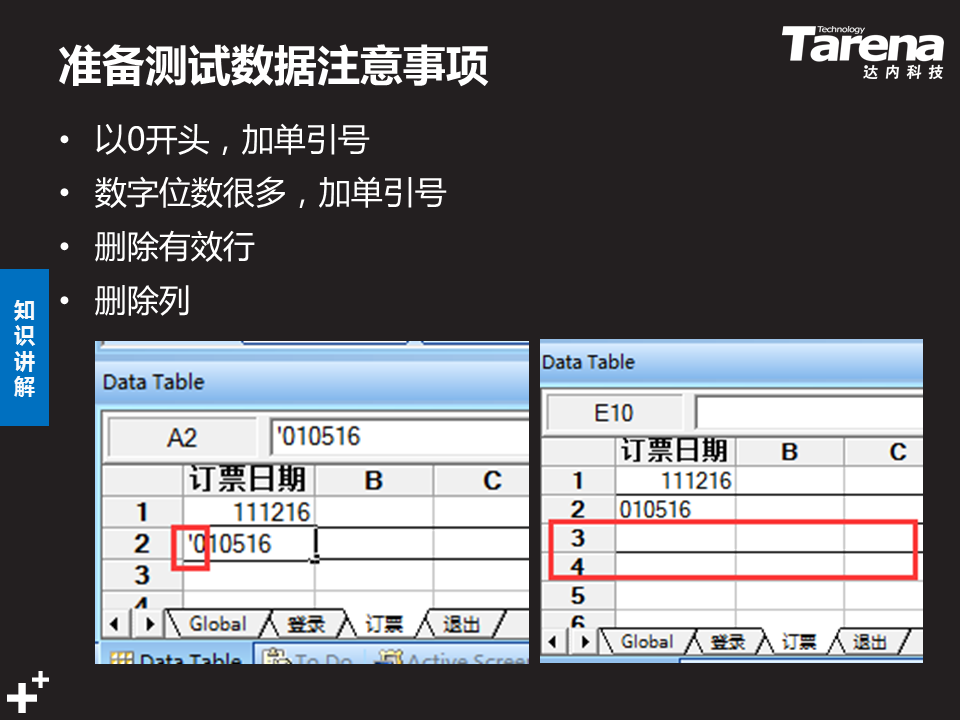 准备测试数据注意事项
Technology
Tarena
达内科技
• 以0开头，加单引号
• 数字位数很多，加单引号
• 删除有效行
• 删除列
知识讲解
Data Table
A2 '010516
订票日期 B C
1 111216
2 '010516
3
4
Global 登录 订票 退出
Data Table To Do Active Screen
Data Table
E10
订票日期 B C
1 111216
2 010516
3
4
5
6
Global 登录 订票 退出